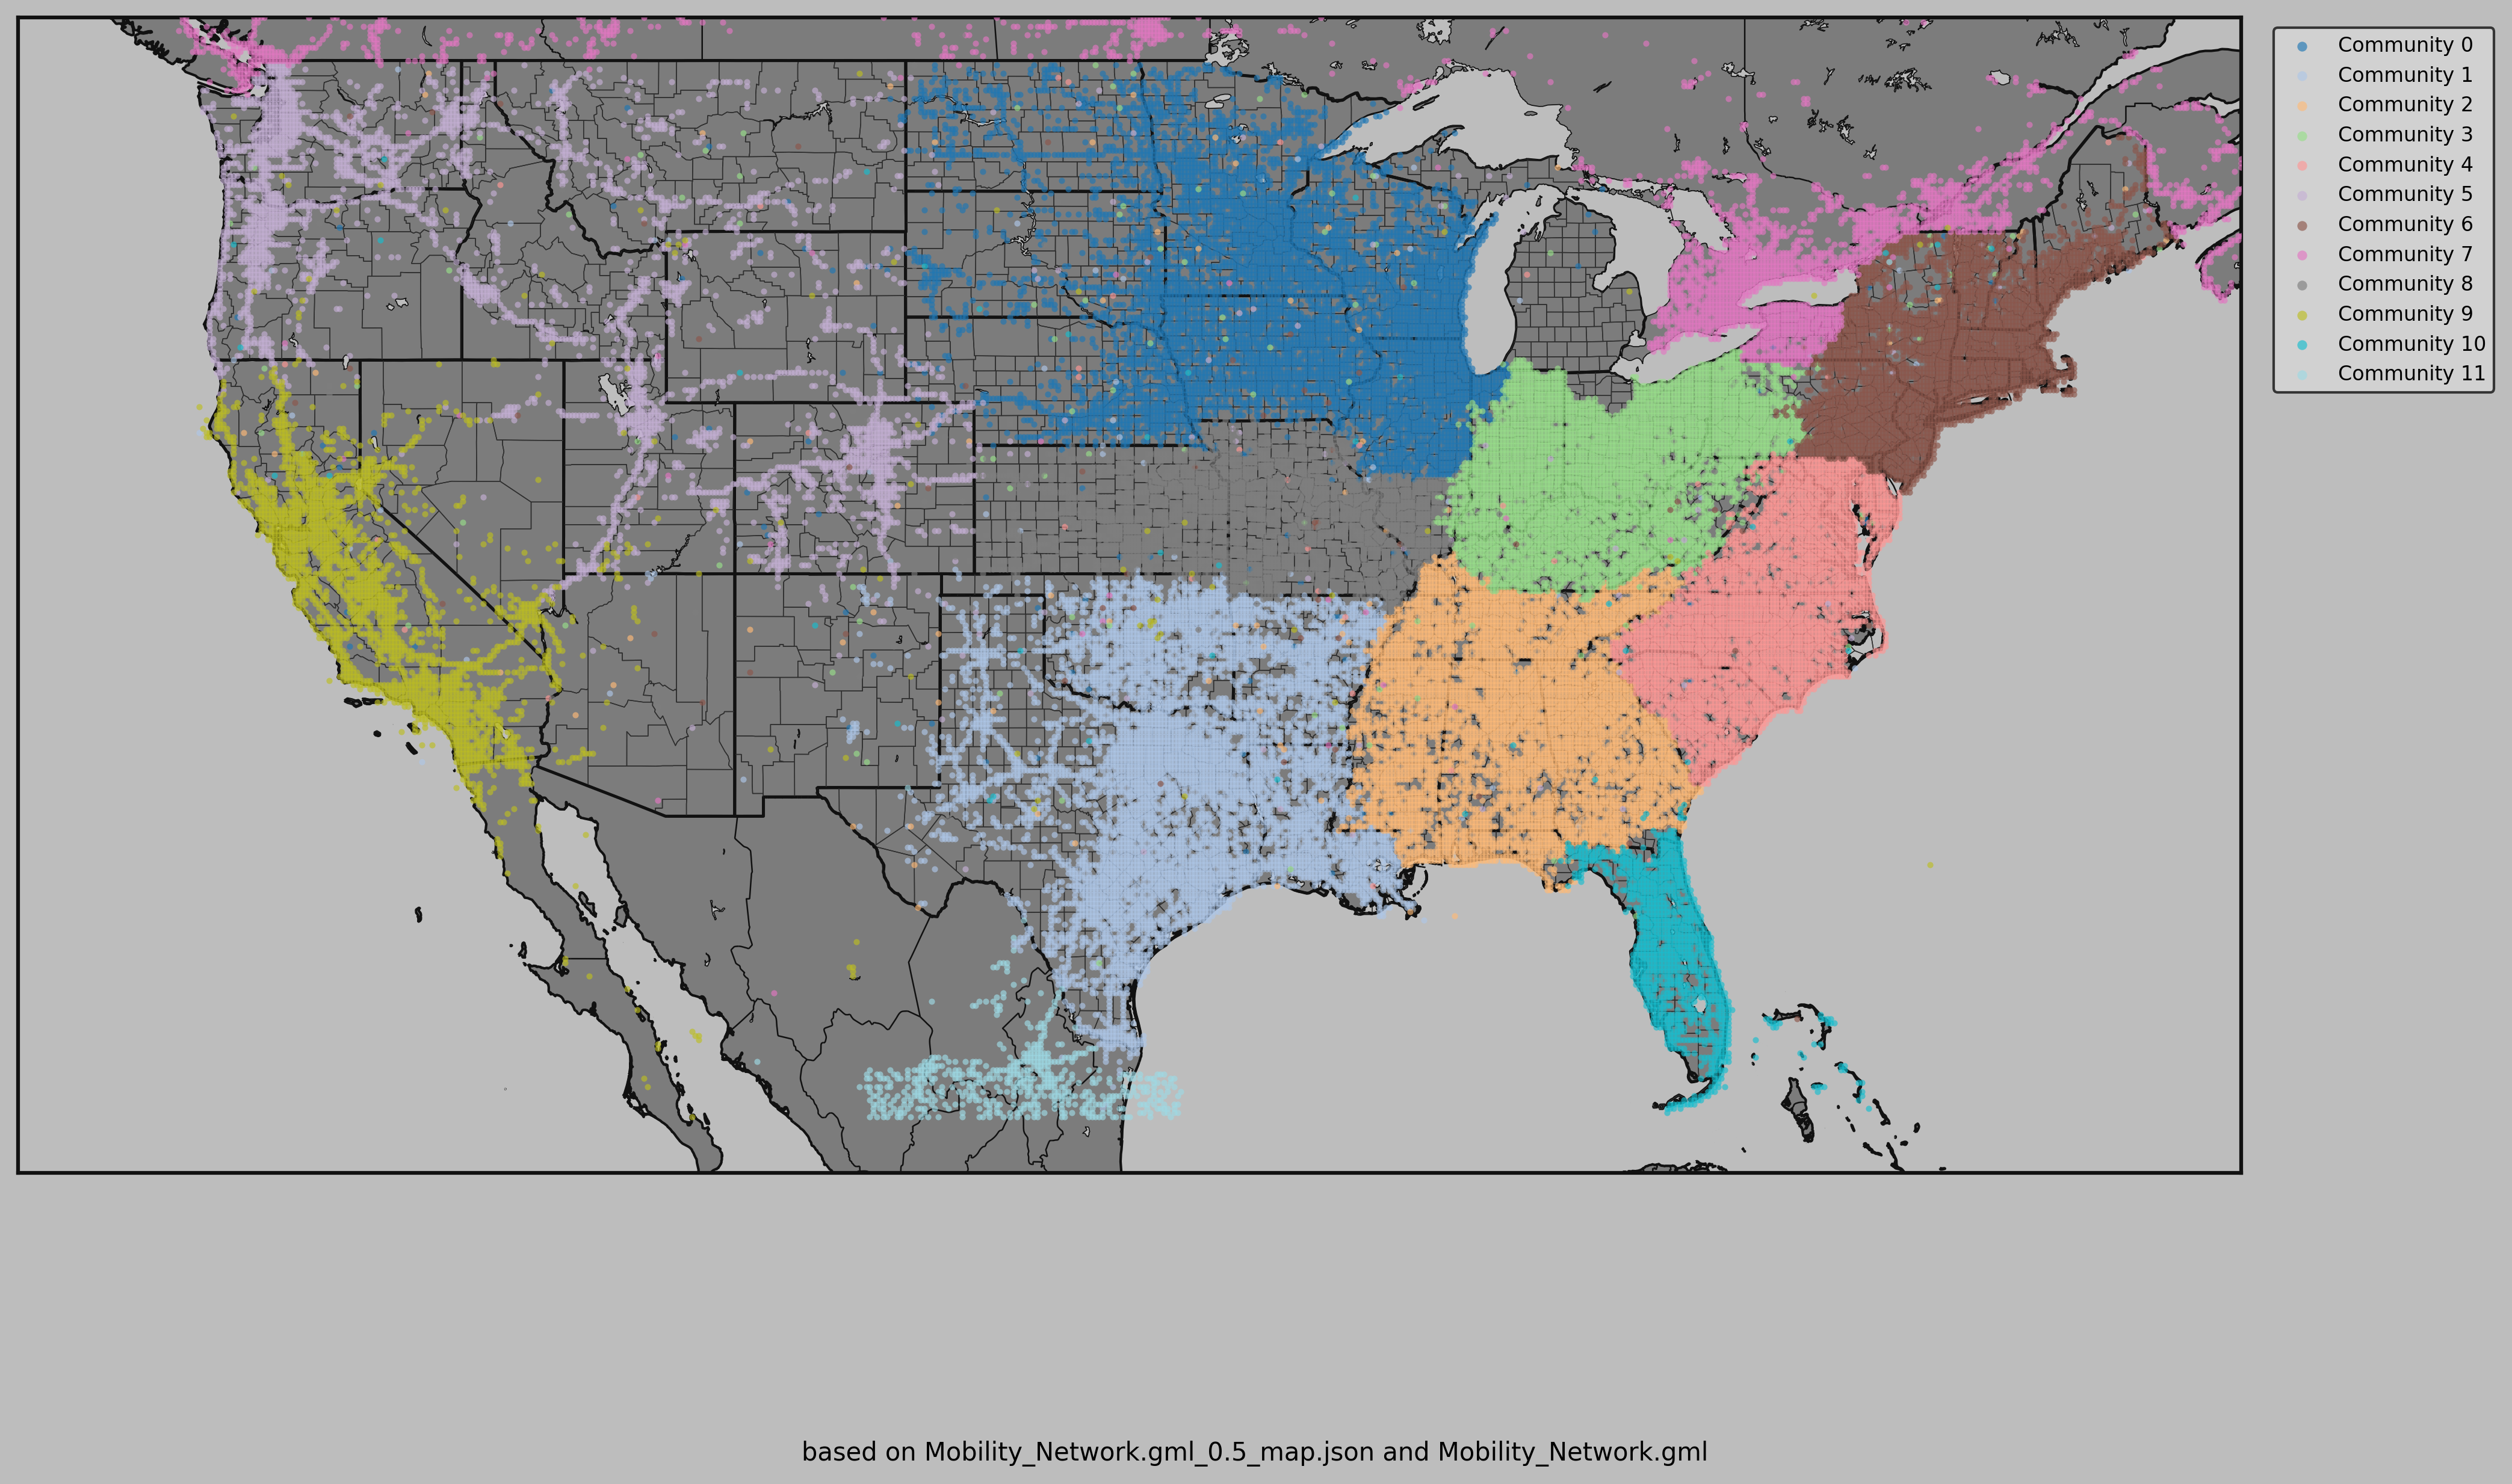 Community 0
Community 1
Community 2
Community 3
Community 4
Community 5
Community 6
Community 7
Community 8
Community 9
Community 10
Community 11
based on Mobility_Network.gml_0.5_map.json and Mobility_Network.gml